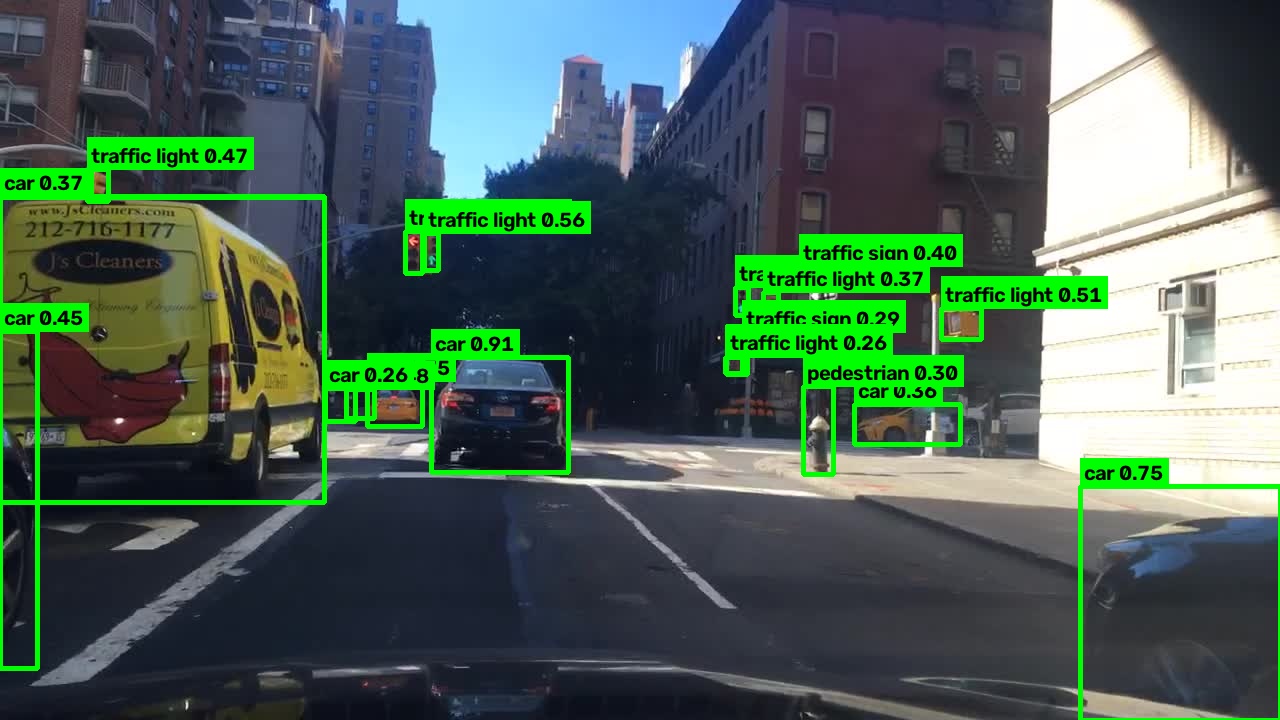 traffic light 0.47
car 0.37
www.JsCleaners.com
212-716-1177
J's Cleaners
traffic light 0.56
traffic sign 0.40
traffic light 0.37
traffic light 0.51
car 0.45
traffic sign 0.29
traffic light 0.26
car 0.91
car 0.26
pedestrian 0.30
car 0.36
car 0.75